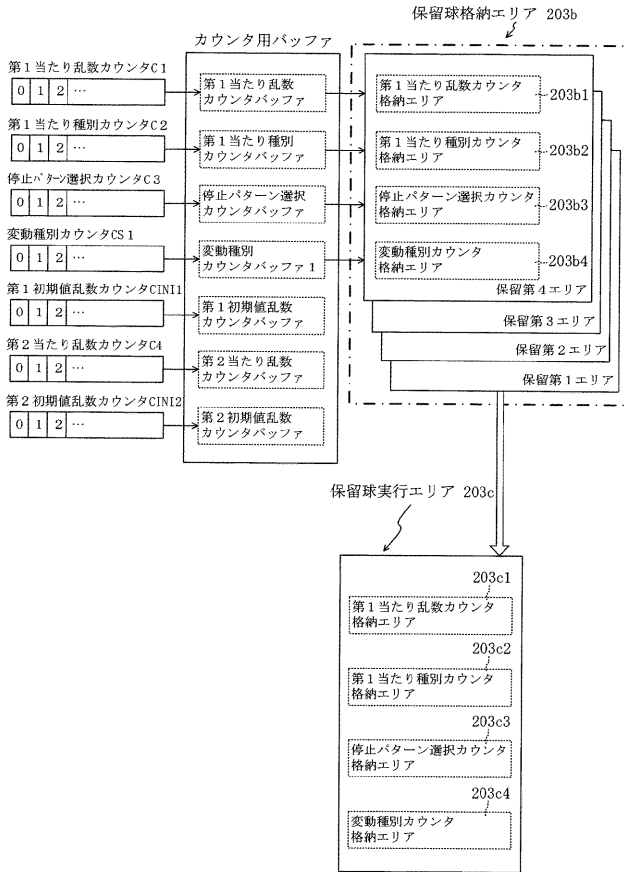 保留球格納エリア 203b
カウンタ用バッファ
第1当たり乱数カウンタC1
0 1 2 …
第1当たり乱数
カウンタバッファ
第1当たり乱数カウンタ
格納エリア
203b1
第1当たり種別カウンタC2
0 1 2 …
第1当たり種別
カウンタバッファ
第1当たり種別カウンタ
格納エリア
203b2
停止パターン選択カウンタC3
0 1 2 …
停止パターン選択
カウンタバッファ
停止パターン選択カウンタ
格納エリア
203b3
変動種別カウンタCS1
0 1 2 …
変動種別
カウンタバッファ1
変動種別カウンタ
格納エリア
203b4
保留第4エリア
保留第3エリア
保留第2エリア
保留第1エリア
第1初期値乱数カウンタCINI1
0 1 2 …
第1初期値乱数
カウンタバッファ
第2当たり乱数カウンタC4
0 1 2 …
第2当たり乱数
カウンタバッファ
第2初期値乱数カウンタCINI2
0 1 2 …
第2初期値乱数
カウンタバッファ
保留球実行エリア 203c
203c1
第1当たり乱数カウンタ
格納エリア
203c2
第1当たり種別カウンタ
格納エリア
203c3
停止パターン選択カウンタ
格納エリア
203c4
変動種別カウンタ
格納エリア